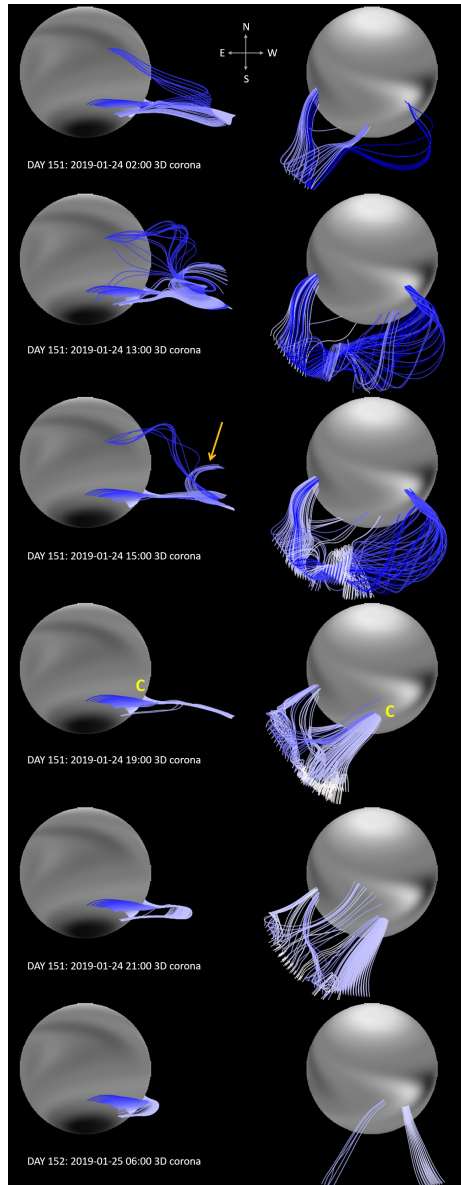 N
E W
S
DAY 151: 2019-01-24 02:00 3D corona
DAY 151: 2019-01-24 13:00 3D corona
DAY 151: 2019-01-24 15:00 3D corona
C
C
DAY 151: 2019-01-24 19:00 3D corona
DAY 151: 2019-01-24 21:00 3D corona
DAY 152: 2019-01-25 06:00 3D corona